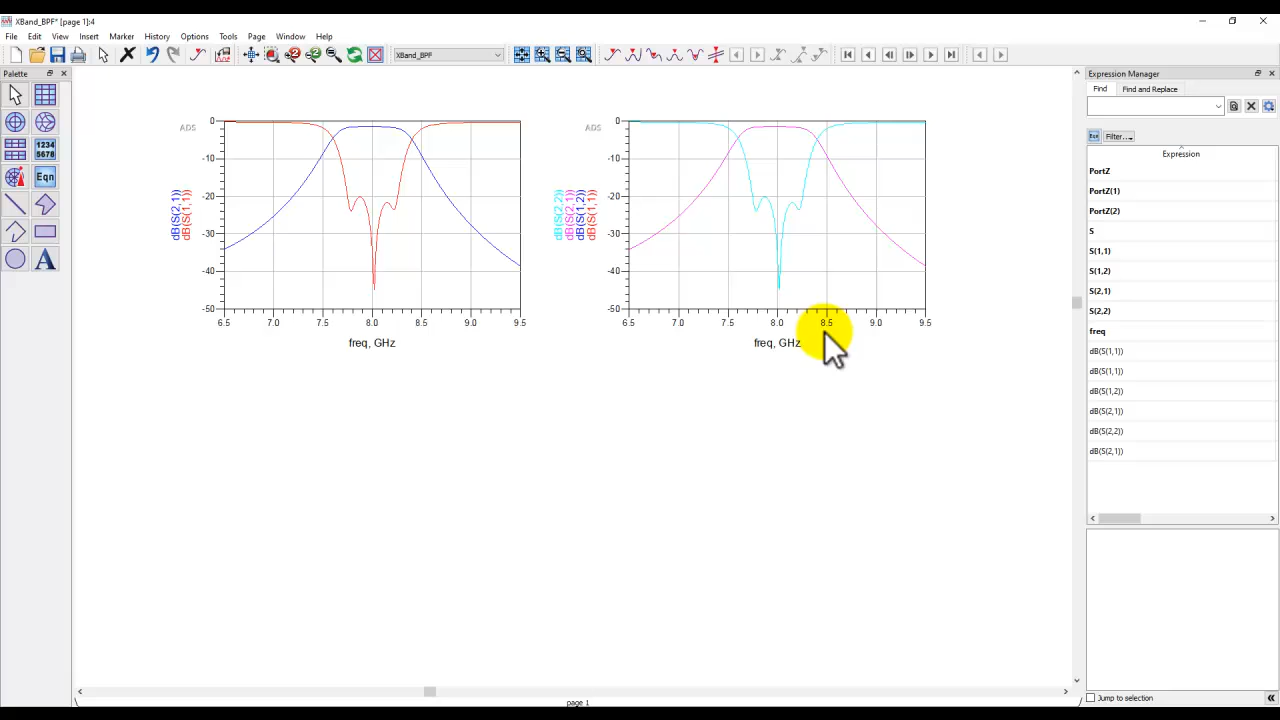 XBand_BPF* [page 1]:4
File Edit View Insert Marker History Options Tools Page Window Help
XBand_BPF
Palette
1234
5678
Eqn
A
ADS
0
-10
-20
-30
-40
-50
dB(S(2,1))
dB(S(1,1))
6.5 7.0 7.5 8.0 8.5 9.0 9.5
freq, GHz
ADS
0
-10
-20
-30
-40
-50
dB(S(2,2))
dB(S(2,1))
dB(S(1,2))
dB(S(1,1))
6.5 7.0 7.5 8.0 8.5 9.0 9.5
freq, GHz
page 1
Expression Manager
Find Find and Replace
Eqn Filter...
Expression
PortZ
PortZ(1)
PortZ(2)
S
S(1,1)
S(1,2)
S(2,1)
S(2,2)
freq
dB(S(1,1))
dB(S(1,1))
dB(S(1,2))
dB(S(2,1))
dB(S(2,2))
dB(S(2,1))
Jump to selection